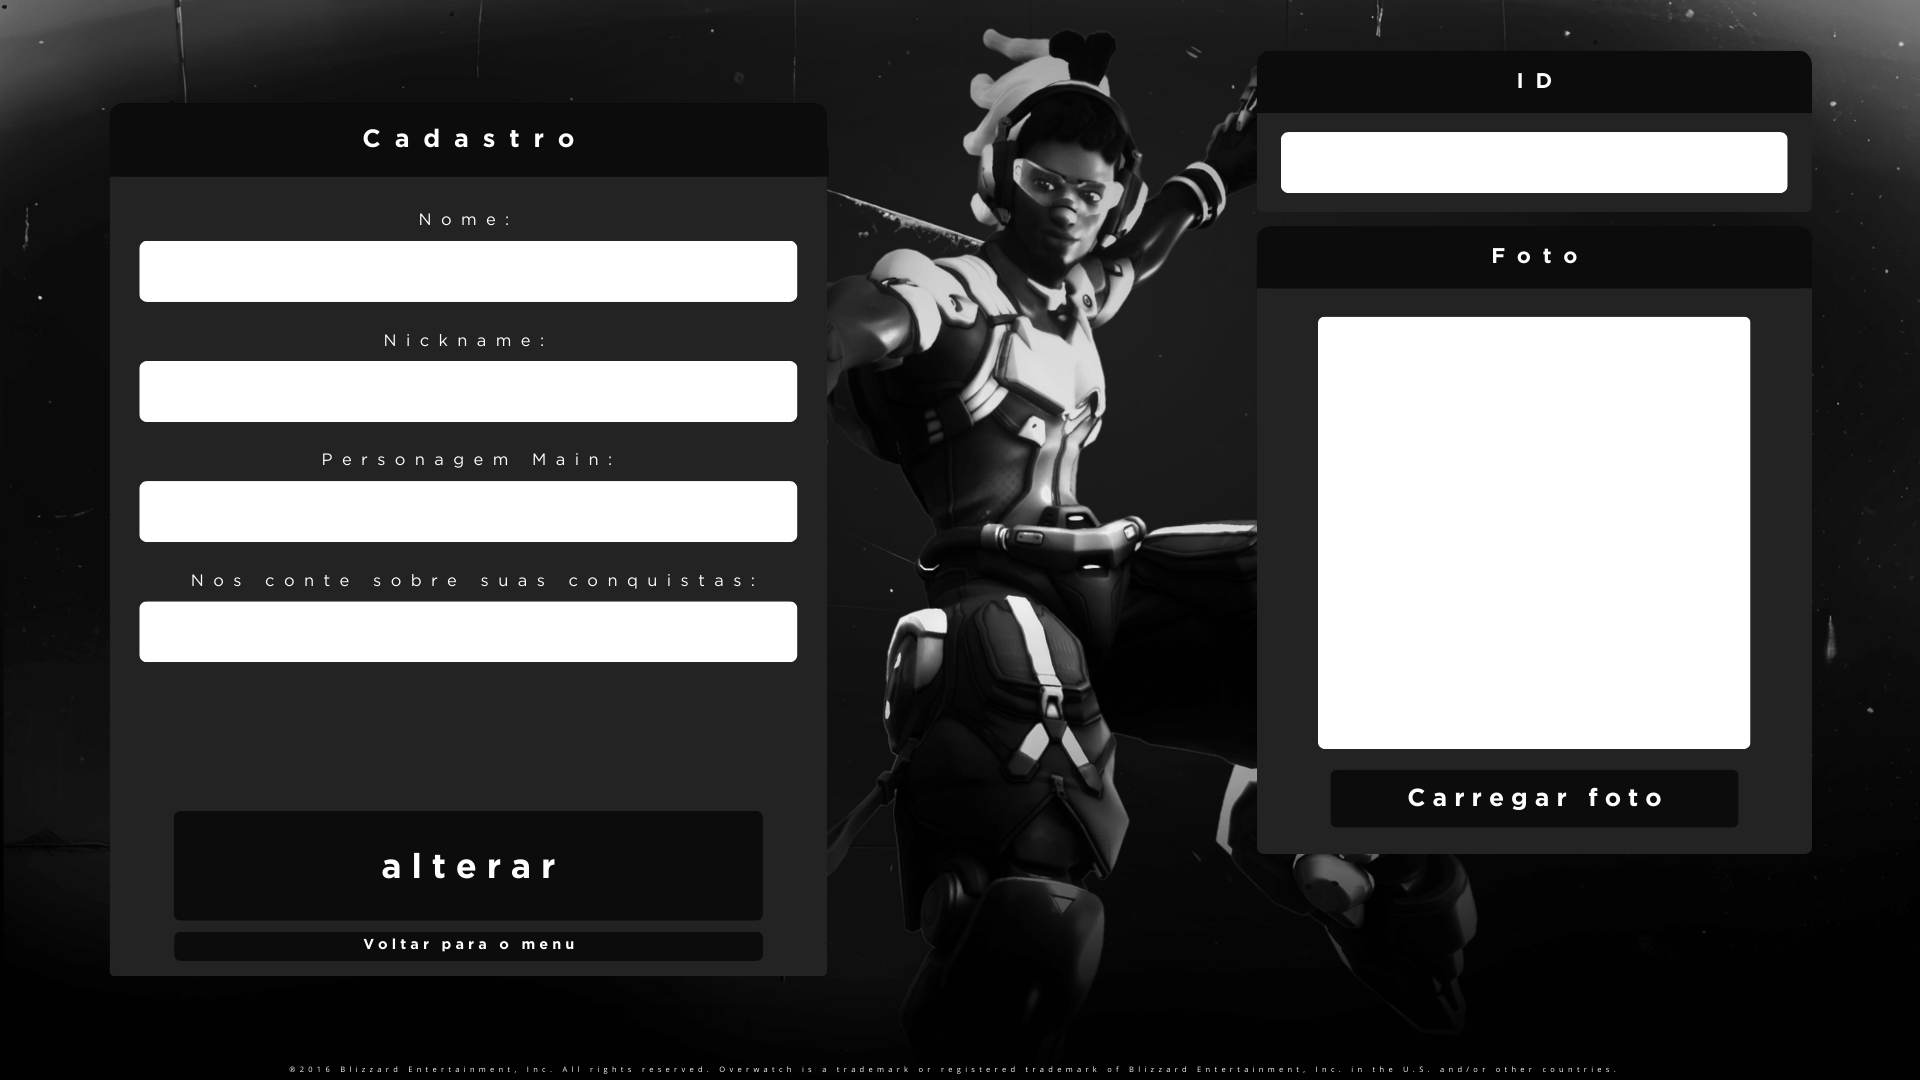 Cadastro
Nome:
Nickname:
Personagem Main:
Nos conte sobre suas conquistas:
alterar
Voltar para o menu
ID
Foto
Carregar foto
©2016 Blizzard Entertainment, Inc. All rights reserved. Overwatch is a trademark or registered trademark of Blizzard Entertainment, Inc. in the U.S. and/or other countries.